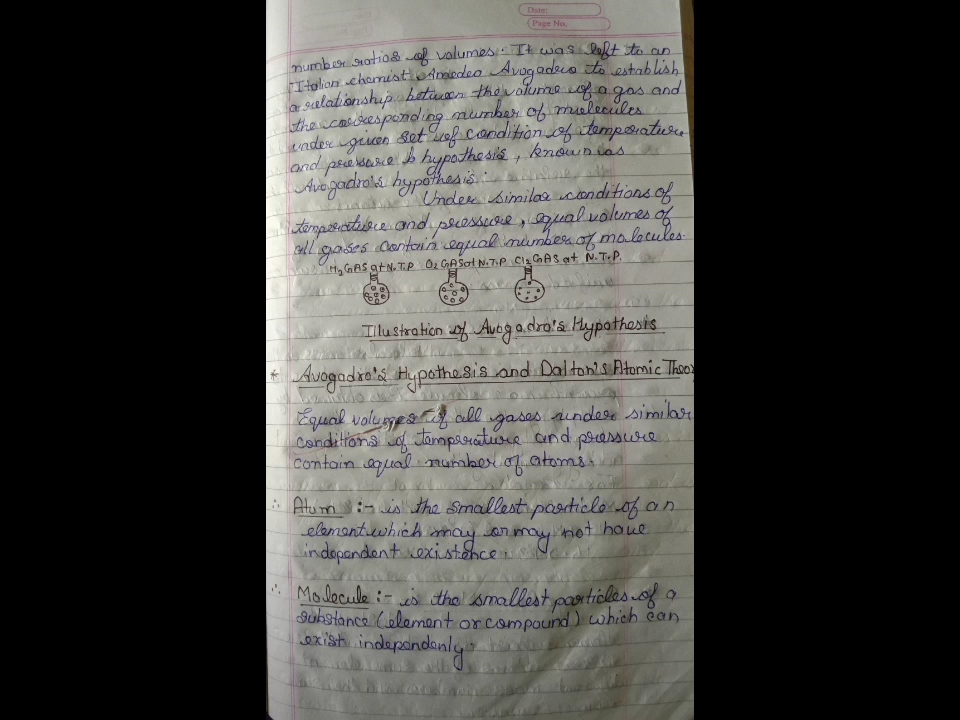 Date:
Page No.
number ratios of volumes. It was left to an
Italian chemist Amedeo Avogadro to establish
a relationship between the volume of a gas and
the corresponding number of molecules
under given set of condition of temperature
and pressure & hypothesis, known as
Avogadro's hypothesis.
Under similar conditions of
temperature and pressure, equal volumes of
all gases contain equal number of molecules.
H2 GAS at N.T.P O2 GAS at N.T.P Cl2 GAS at N.T.P.
Illustration of Avogadro's Hypothesis
* Avogadro's Hypothesis and Dalton's Atomic Theory
Equal volumes of all gases under similar
conditions of temperature and pressure
contain equal number of atoms.
∴ Atom :- is the smallest particle of an
element which may or may not have
independent existence.
∴ Molecule :- is the smallest particles of a
substance (element or compound) which can
exist independenly.